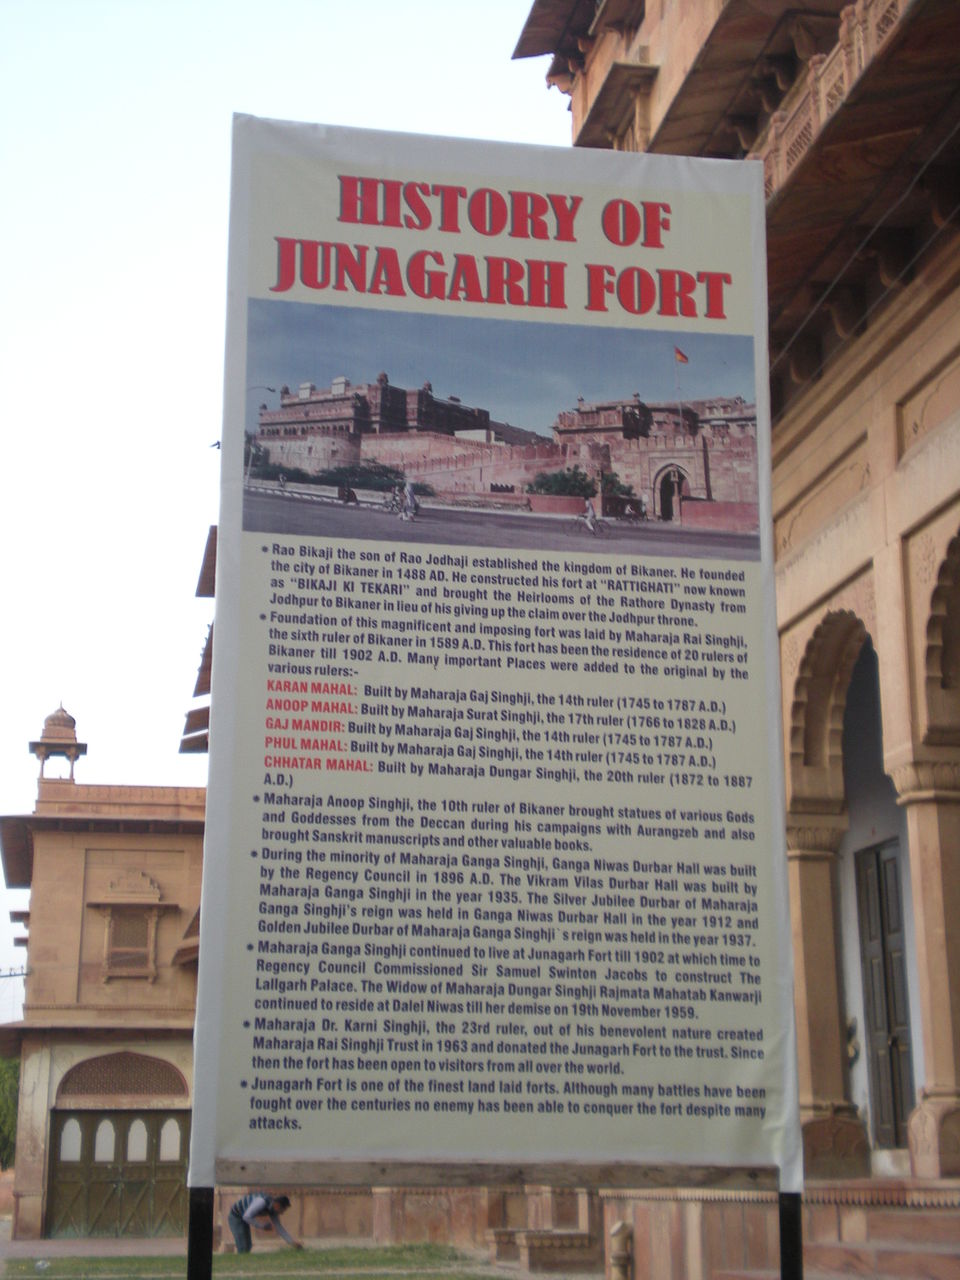 HISTORY OF
JUNAGARH FORT
* Rao Bikaji the son of Rao Jodhaji established the kingdom of Bikaner. He founded
the city of Bikaner in 1488 AD. He constructed his fort at "RATTIGHATI" now known
as "BIKAJI KI TEKARI" and brought the Heirlooms of the Rathore Dynasty from
Jodhpur to Bikaner in lieu of his giving up the claim over the Jodhpur throne.
* Foundation of this magnificent and imposing fort was laid by Maharaja Rai Singhji,
the sixth ruler of Bikaner in 1589 A.D. This fort has been the residence of 20 rulers of
Bikaner till 1902 A.D. Many important Places were added to the original by the
various rulers:-
KARAN MAHAL: Built by Maharaja Gaj Singhji, the 14th ruler (1745 to 1787 A.D.)
ANOOP MAHAL: Built by Maharaja Surat Singhji, the 17th ruler (1766 to 1828 A.D.)
GAJ MANDIR: Built by Maharaja Gaj Singhji, the 14th ruler (1745 to 1787 A.D.)
PHUL MAHAL: Built by Maharaja Gaj Singhji, the 14th ruler (1745 to 1787 A.D.)
CHHATAR MAHAL: Built by Maharaja Dungar Singhji, the 20th ruler (1872 to 1887
A.D.)
* Maharaja Anoop Singhji, the 10th ruler of Bikaner brought statues of various Gods
and Goddesses from the Deccan during his campaigns with Aurangzeb and also
brought Sanskrit manuscripts and other valuable books.
* During the minority of Maharaja Ganga Singhji, Ganga Niwas Durbar Hall was built
by the Regency Council in 1896 A.D. The Vikram Vilas Durbar Hall was built by
Maharaja Ganga Singhji in the year 1935. The Silver Jubilee Durbar of Maharaja
Ganga Singhji's reign was held in Ganga Niwas Durbar Hall in the year 1912 and
Golden Jubilee Durbar of Maharaja Ganga Singhji`s reign was held in the year 1937.
* Maharaja Ganga Singhji continued to live at Junagarh Fort till 1902 at which time to
Regency Council Commissioned Sir Samuel Swinton Jacobs to construct The
Lallgarh Palace. The Widow of Maharaja Dungar Singhji Rajmata Mahatab Kanwarji
continued to reside at Dalel Niwas till her demise on 19th November 1959.
* Maharaja Dr. Karni Singhji, the 23rd ruler, out of his benevolent nature created
Maharaja Rai Singhji Trust in 1963 and donated the Junagarh Fort to the trust. Since
then the fort has been open to visitors from all over the world.
* Junagarh Fort is one of the finest land laid forts. Although many battles have been
fought over the centuries no enemy has been able to conquer the fort despite many
attacks.